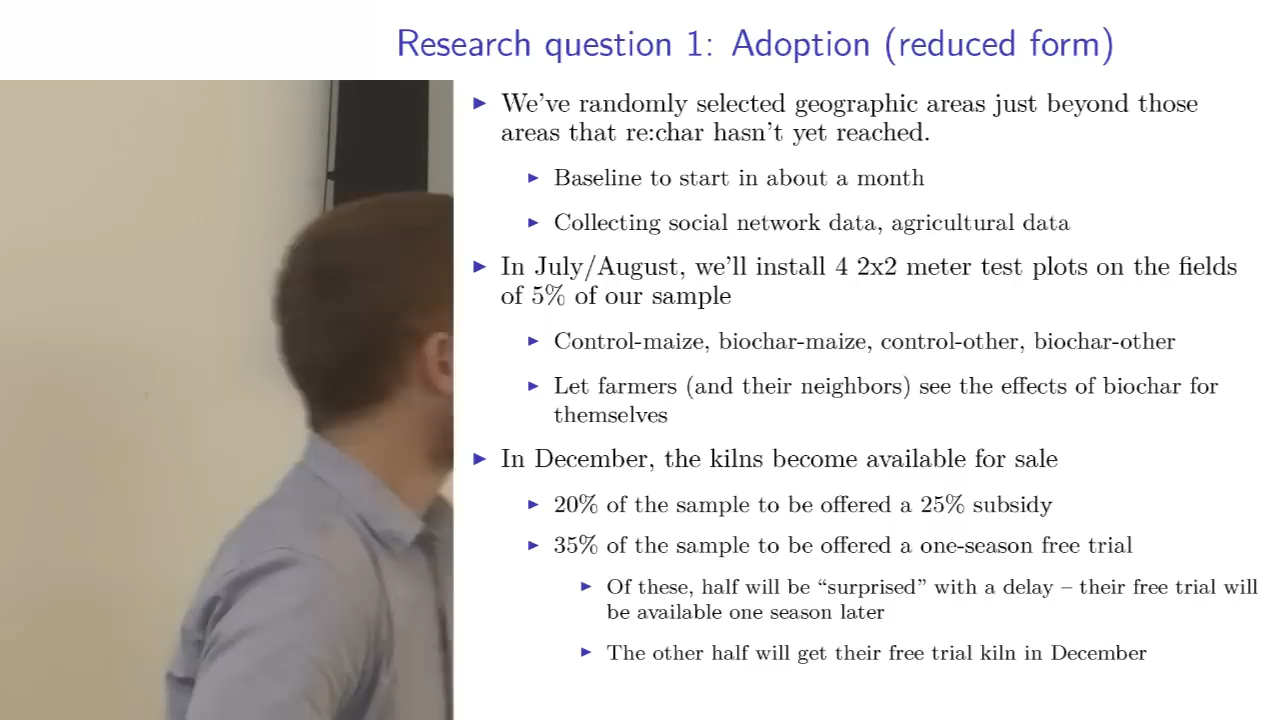 Research question 1: Adoption (reduced form)
► We've randomly selected geographic areas just beyond those
areas that re:char hasn't yet reached.
► Baseline to start in about a month
► Collecting social network data, agricultural data
► In July/August, we'll install 4 2x2 meter test plots on the fields
of 5% of our sample
► Control-maize, biochar-maize, control-other, biochar-other
► Let farmers (and their neighbors) see the effects of biochar for
themselves
► In December, the kilns become available for sale
► 20% of the sample to be offered a 25% subsidy
► 35% of the sample to be offered a one-season free trial
► Of these, half will be “surprised” with a delay – their free trial will
be available one season later
► The other half will get their free trial kiln in December